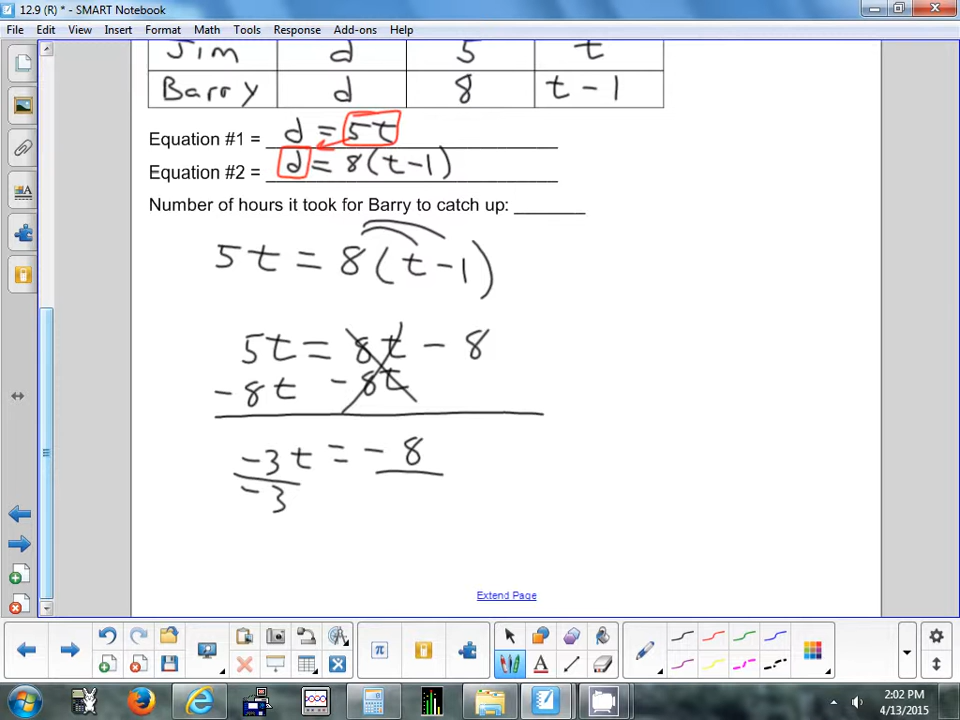 12.9 (R) * - SMART Notebook
File Edit View Insert Format Math Tools Response Add-ons Help
Jim d 5 t
Barry d 8 t - 1
Equation #1 = d = 5t
Equation #2 = d = 8(t-1)
Number of hours it took for Barry to catch up: _______
5t = 8(t-1)
5t = 8t - 8
-8t -8t
-3t = - 8
-3
Extend Page
2:02 PM
4/13/2015